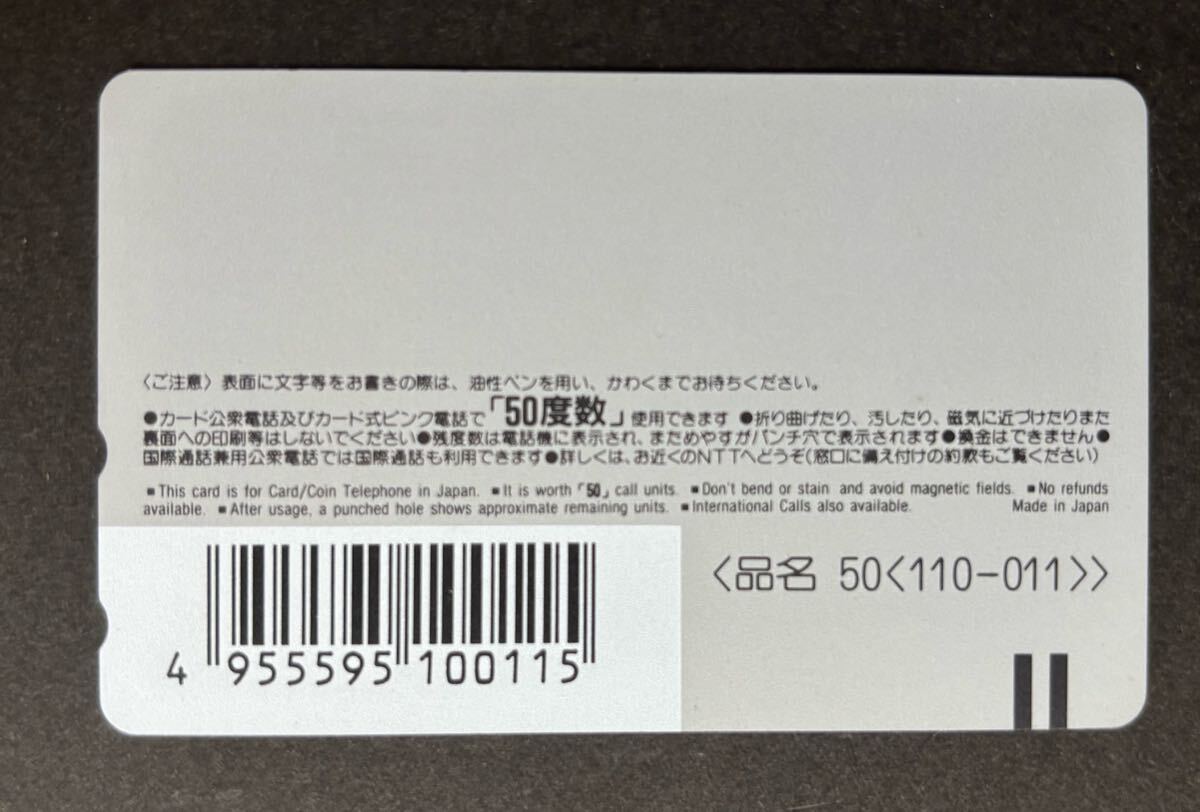 〈ご注意〉表面に文字等をお書きの際は、油性ペンを用い、かわくまでお待ちください。
●カード公衆電話及びカード式ピンク電話で「50度数」使用できます ●折り曲げたり、汚したり、磁気に近づけたりまた
裏面への印刷等はしないでください●残度数は電話機に表示され、まためやすがパンチ穴で表示されます●換金はできません●
国際通話兼用公衆電話では国際通話も利用できます●詳しくは、お近くのNTTへどうぞ(窓口に備え付けの約款もご覧ください)
■This card is for Card/Coin Telephone in Japan. ■It is worth「50」call units. ■Don't bend or stain and avoid magnetic fields. ■No refunds
available. ■After usage, a punched hole shows approximate remaining units. ■International Calls also available. Made in Japan
〈品名 50〈110-011〉〉
4 955595 100115